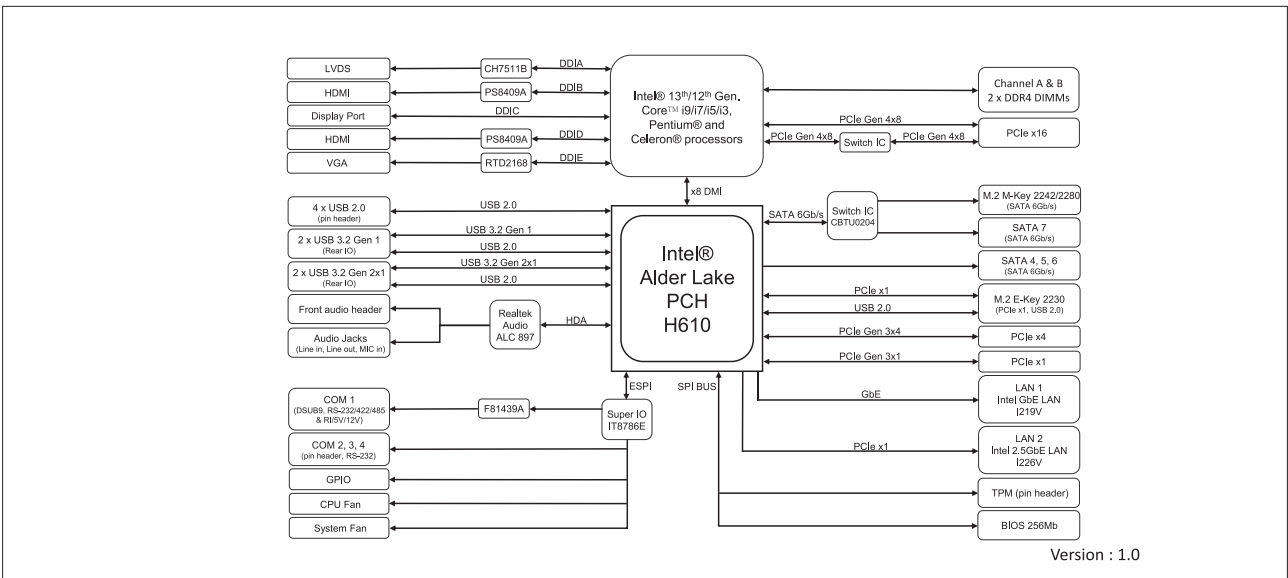 LVDS
CH7511B
DDIA
HDMI
PS8409A
DDIB
Display Port
DDIC
HDMI
PS8409A
DDID
VGA
RTD2168
DDIE
Intel® 13th/12th Gen.
Core™ i9/i7/i5/i3,
Pentium® and
Celeron® processors
Channel A & B
2 x DDR4 DIMMs
PCIe Gen 4x8
PCIe Gen 4x8
Switch IC
PCIe Gen 4x8
PCIe x16
x8 DMI
4 x USB 2.0
(pin header)
USB 2.0
2 x USB 3.2 Gen 1
(Rear IO)
USB 3.2 Gen 1
USB 2.0
2 x USB 3.2 Gen 2x1
(Rear IO)
USB 3.2 Gen 2x1
USB 2.0
Front audio header
Audio Jacks
(Line in, Line out, MIC in)
Realtek
Audio
ALC 897
HDA
Intel®
Alder Lake
PCH
H610
SATA 6Gb/s
Switch IC
CBTU0204
M.2 M-Key 2242/2280
(SATA 6Gb/s)
SATA 7
(SATA 6Gb/s)
SATA 4, 5, 6
(SATA 6Gb/s)
PCIe x1
USB 2.0
M.2 E-Key 2230
(PCIe x1, USB 2.0)
PCIe Gen 3x4
PCIe x4
PCIe Gen 3x1
PCIe x1
ESPI
SPI BUS
COM 1
(DSUB9, RS-232/422/485
& RI/5V/12V)
F81439A
Super IO
IT8786E
COM 2, 3, 4
(pin header, RS-232)
GPIO
CPU Fan
System Fan
GbE
LAN 1
Intel GbE LAN
I219V
PCIe x1
LAN 2
Intel 2.5GbE LAN
I226V
TPM (pin header)
BIOS 256Mb
Version : 1.0